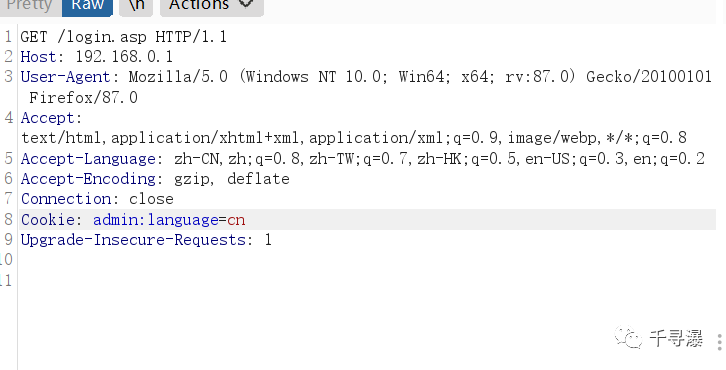 Pretty Raw \n Actions
1 GET /login.asp HTTP/1.1
2 Host: 192.168.0.1
3 User-Agent: Mozilla/5.0 (Windows NT 10.0; Win64; x64; rv:87.0) Gecko/20100101
Firefox/87.0
4 Accept:
text/html,application/xhtml+xml,application/xml;q=0.9,image/webp,*/*;q=0.8
5 Accept-Language: zh-CN,zh;q=0.8,zh-TW;q=0.7,zh-HK;q=0.5,en-US;q=0.3,en;q=0.2
6 Accept-Encoding: gzip, deflate
7 Connection: close
8 Cookie: admin:language=cn
9 Upgrade-Insecure-Requests: 1
10
11
千寻瀑